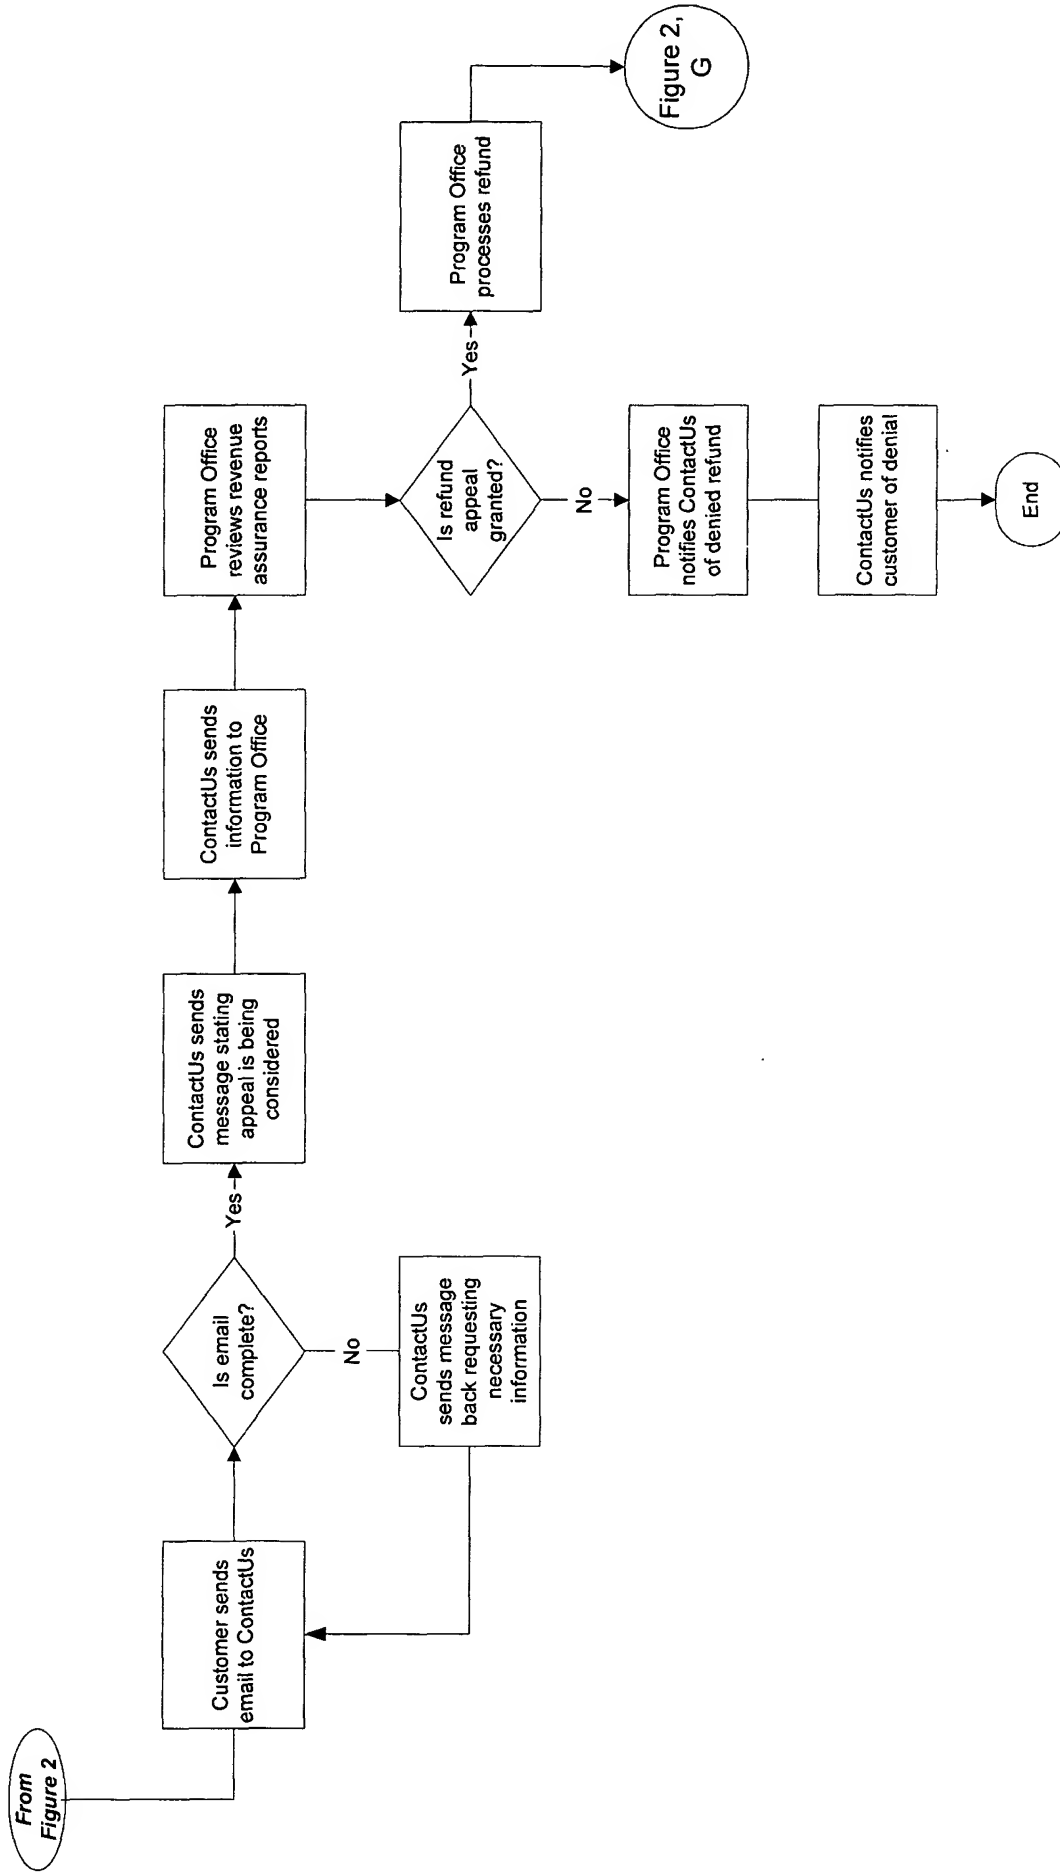 From
Figure 2
Customer sends
email to ContactUs
Is email
complete?
Yes
No
ContactUs
sends message
back requesting
necessary
information
ContactUs sends
message stating
appeal is being
considered
ContactUs sends
information to
Program Office
Program Office
reviews revenue
assurance reports
Is refund
appeal
granted?
Yes
Program Office
processes refund
Figure 2,
G
No
Program Office
notifies ContactUs
of denied refund
ContactUs notifies
customer of denial
End